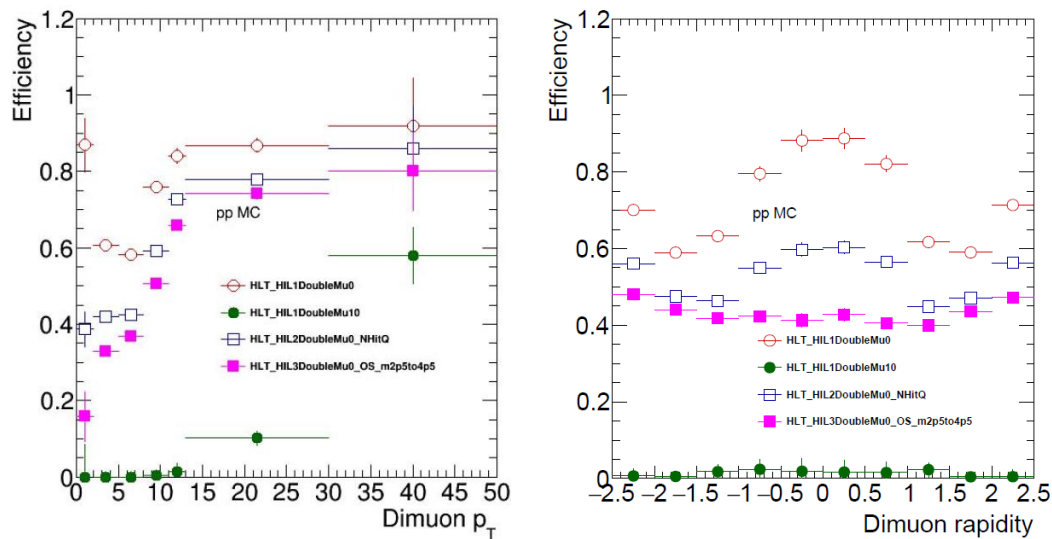 Efficiency
1.2
1
0.8
0.6
0.4
0.2
0
pp MC
HLT_HIL1DoubleMu0
HLT_HIL1DoubleMu10
HLT_HIL2DoubleMu0_NHitQ
HLT_HIL3DoubleMu0_OS_m2p5to4p5
0 5 10 15 20 25 30 35 40 45 50
Dimuon pT
Efficiency
1.2
1
0.8
0.6
0.4
0.2
0
pp MC
HLT_HIL1DoubleMu0
HLT_HIL1DoubleMu10
HLT_HIL2DoubleMu0_NHitQ
HLT_HIL3DoubleMu0_OS_m2p5to4p5
−2.5 −2 −1.5 −1 −0.5 0 0.5 1 1.5 2 2.5
Dimuon rapidity